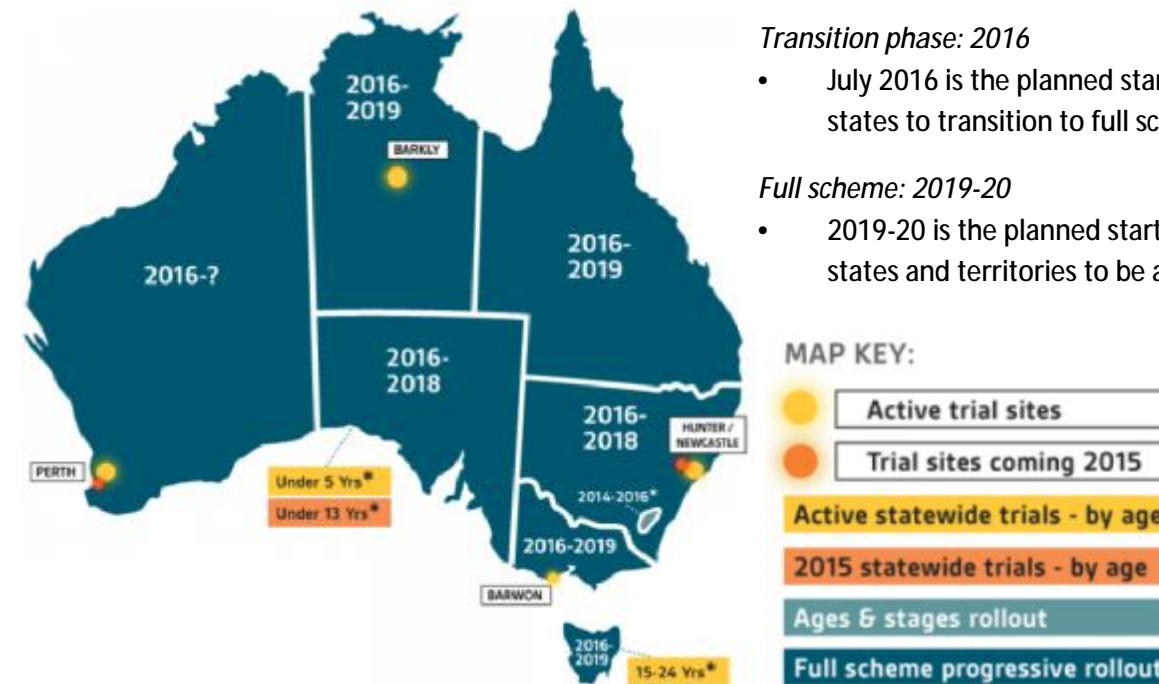 Transition phase: 2016
• July 2016 is the planned star
states to transition to full sc
Full scheme: 2019-20
• 2019-20 is the planned start
states and territories to be a
2016-
2019
BARKLY
2016-
2019
2016-?
2016-
2018
2016-
2018
HUNTER /
NEWCASTLE
PERTH
Under 5 Yrs*
Under 13 Yrs*
2014-2016*
2016-2019
BARWON
2016-
2019
15-24 Yrs*
MAP KEY:
Active trial sites
Trial sites coming 2015
Active statewide trials - by age
2015 statewide trials - by age
Ages & stages rollout
Full scheme progressive rollout